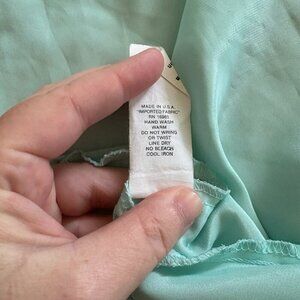 MADE IN U.S.A.
"IMPORTED FABRIC"
RN 16961
HAND WASH
WARM
DO NOT WRING
OR TWIST
LINE DRY
NO BLEACH
COOL IRON